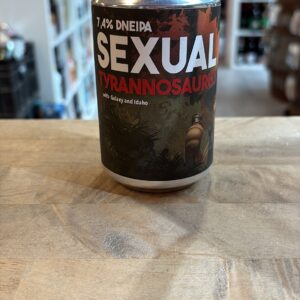 7,4% DNEIPA
SEXUAL
TYRANNOSAURUS
with Galaxy and Idaho